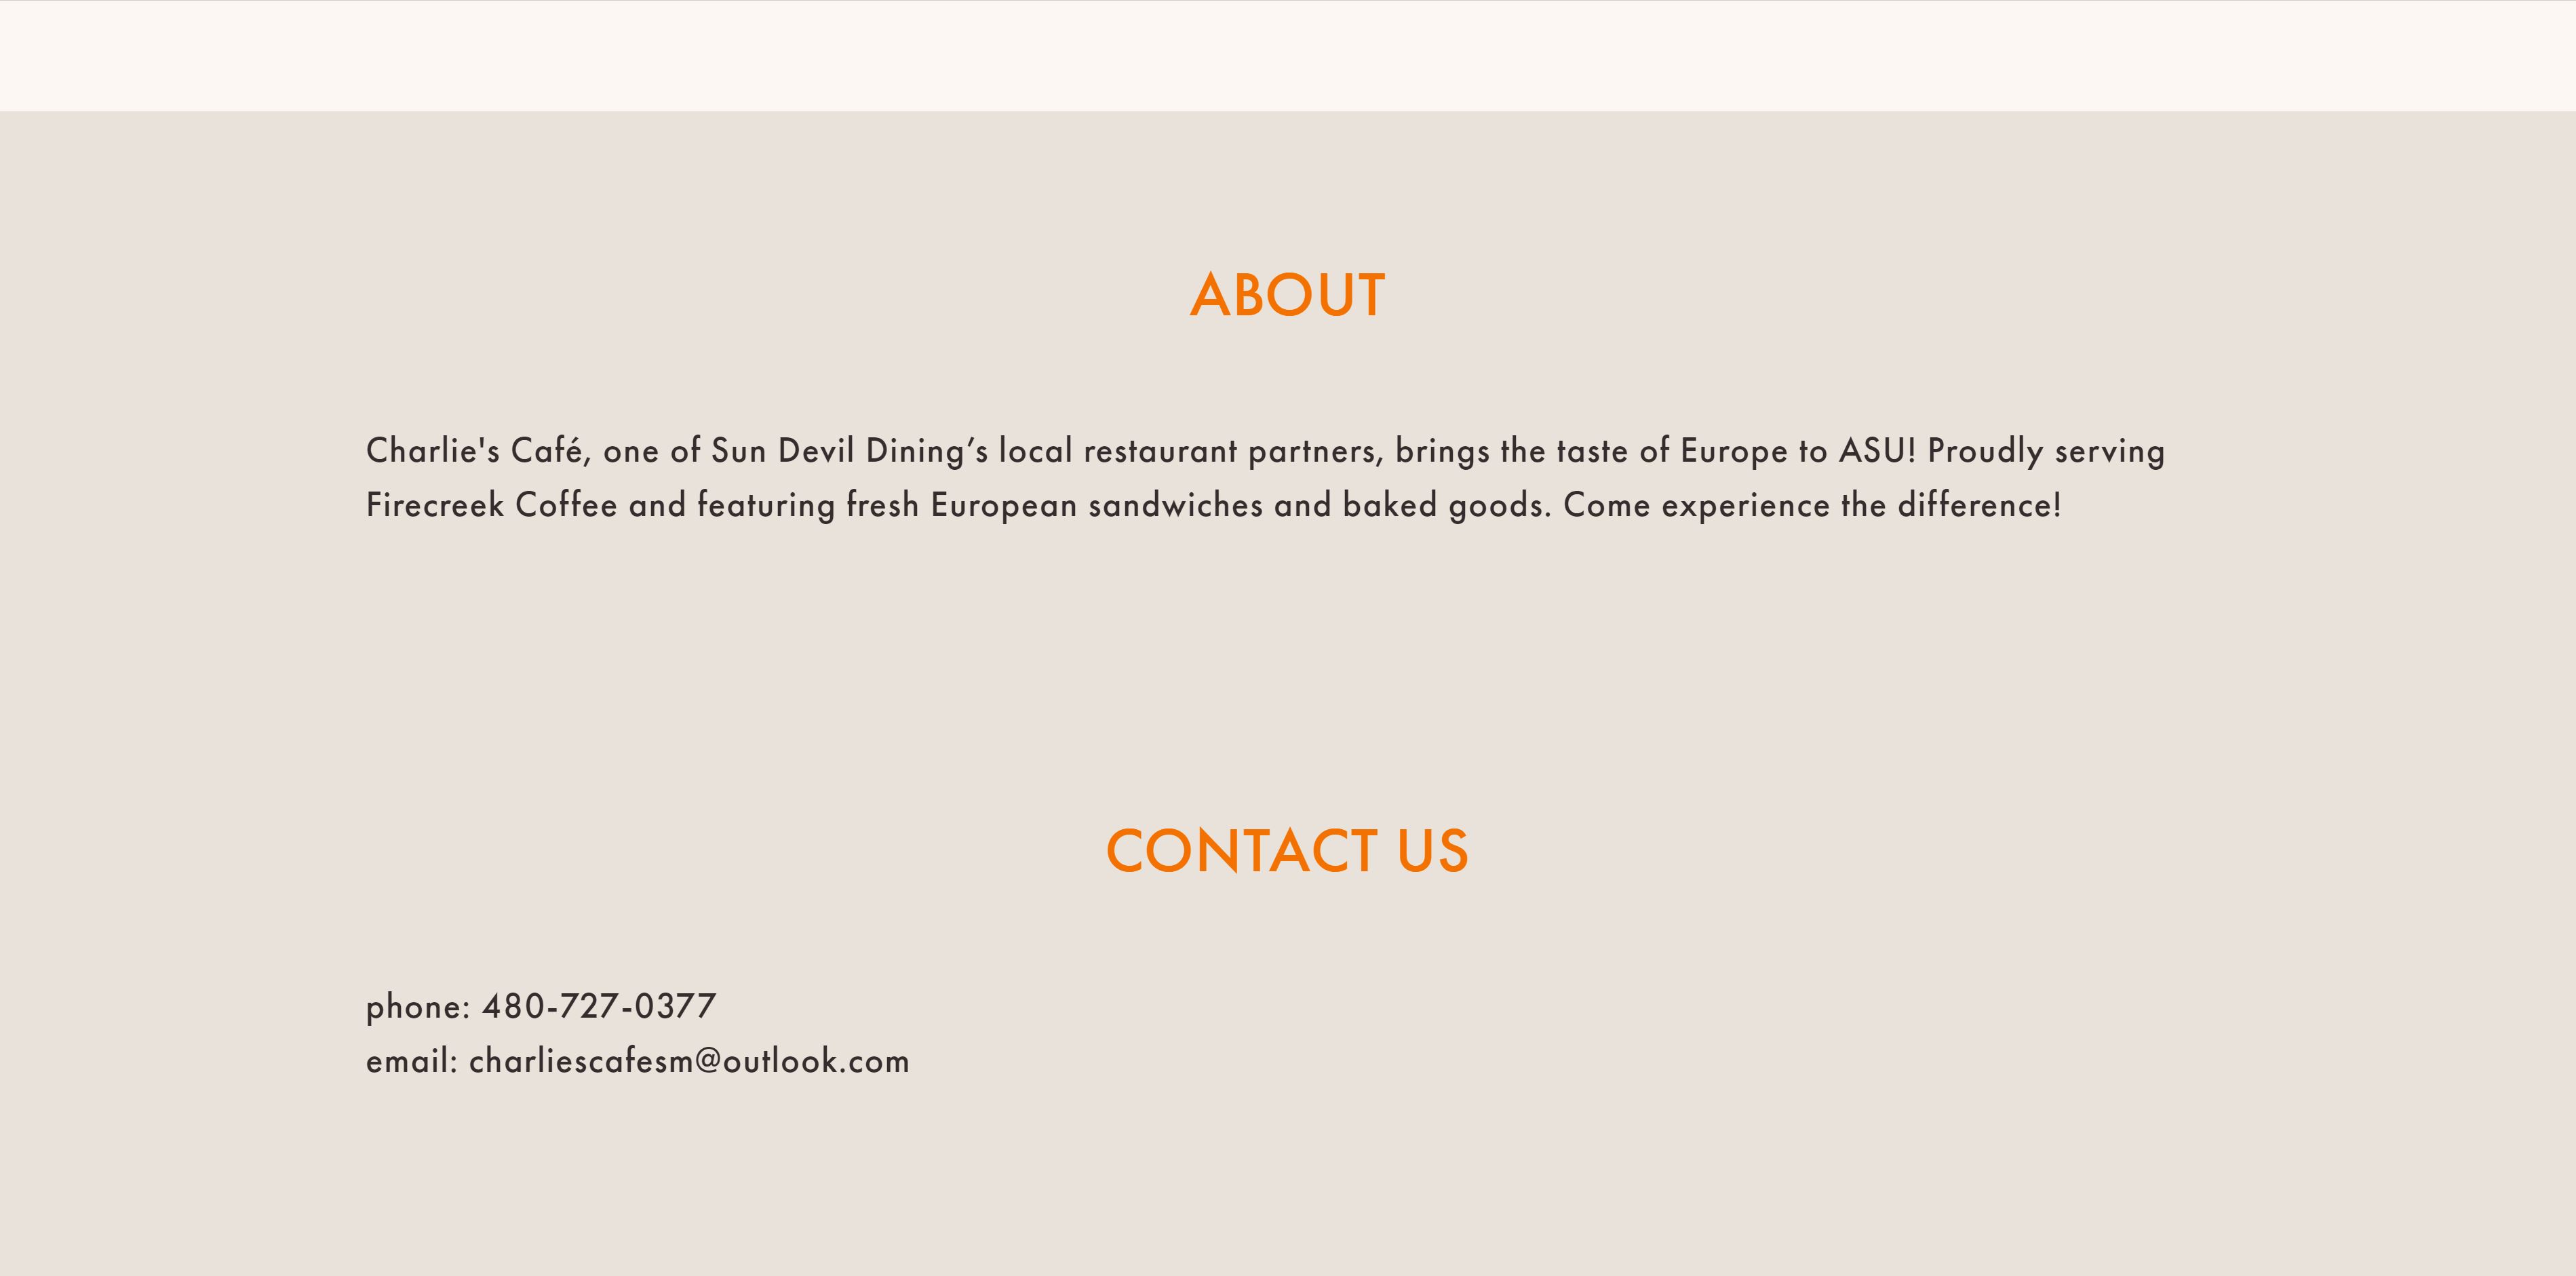 ABOUT
Charlie's Café, one of Sun Devil Dining’s local restaurant partners, brings the taste of Europe to ASU! Proudly serving
Firecreek Coffee and featuring fresh European sandwiches and baked goods. Come experience the difference!
CONTACT US
phone: 480-727-0377
email: charliescafesm@outlook.com